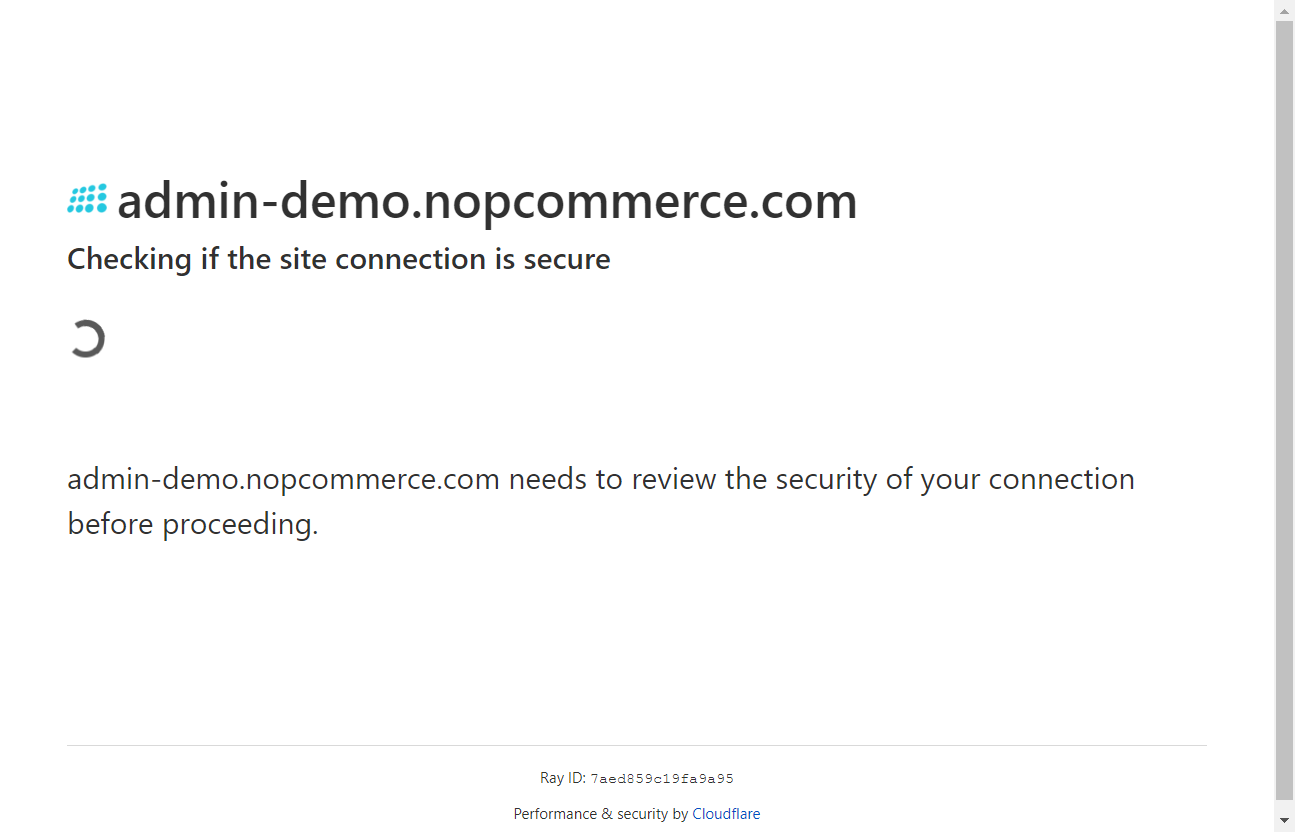 admin-demo.nopcommerce.com
Checking if the site connection is secure
admin-demo.nopcommerce.com needs to review the security of your connection
before proceeding.
Ray ID: 7aed859c19fa9a95
Performance & security by Cloudflare